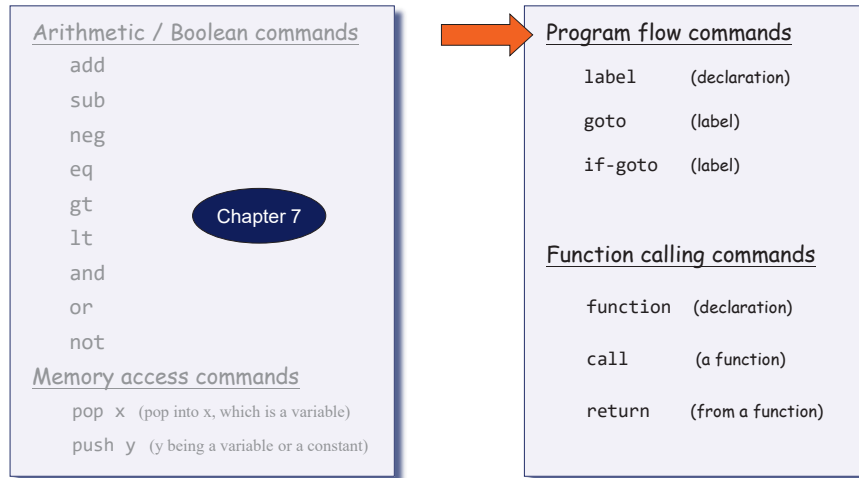 Arithmetic / Boolean commands
add
sub
neg
eq
gt
lt
and
or
not
Chapter 7
Memory access commands
pop x (pop into x, which is a variable)
push y (y being a variable or a constant)
Program flow commands
label (declaration)
goto (label)
if-goto (label)
Function calling commands
function (declaration)
call (a function)
return (from a function)